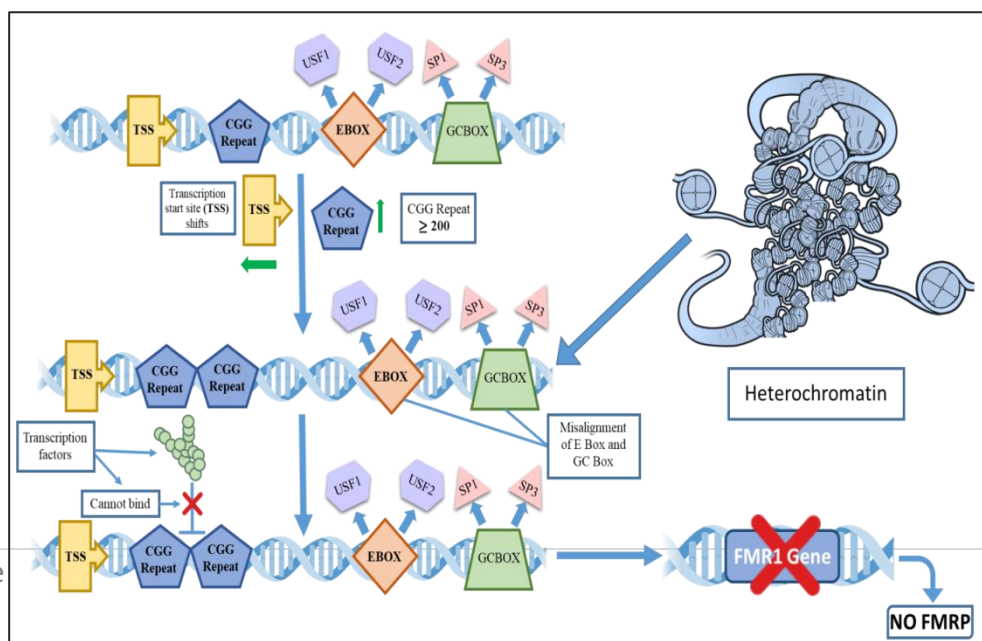 USF1
USF2
SP1
SP3
TSS
CGG
Repeat
EBOX
GCBOX
Transcription
start site (TSS)
shifts
TSS
CGG
Repeat
CGG Repeat
≥ 200
USF1
USF2
SP1
SP3
TSS
CGG
Repeat
CGG
Repeat
EBOX
GCBOX
Heterochromatin
Misalignment
of E Box and
GC Box
Transcription
factors
Cannot bind
USF1
USF2
SP1
SP3
TSS
CGG
Repeat
CGG
Repeat
EBOX
GCBOX
FMR1 Gene
NO FMRP
e